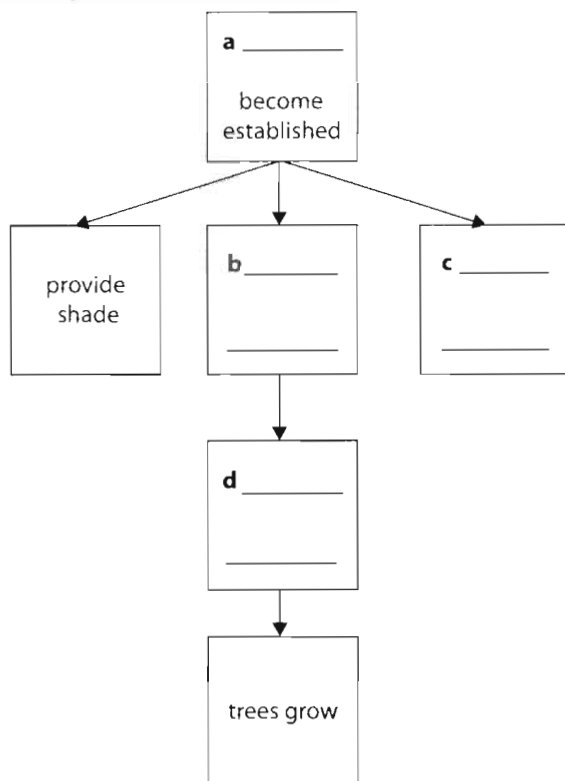 a
become
established
provide
shade
b
c
d
trees grow